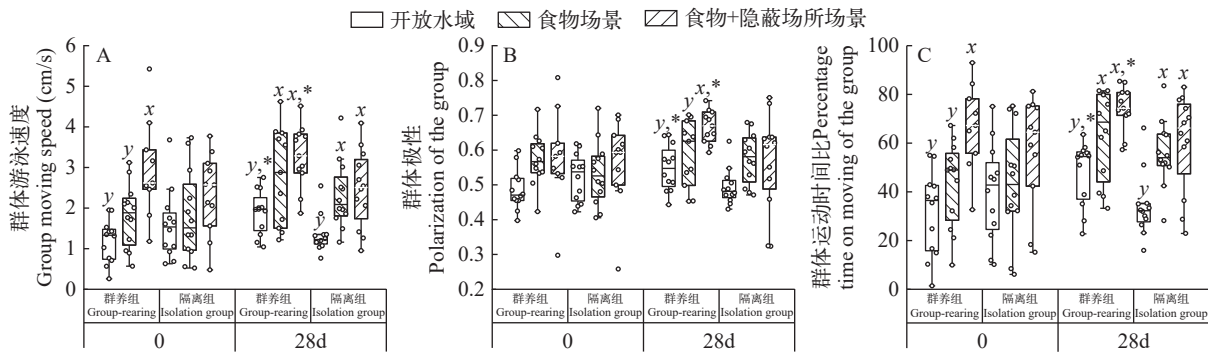 开放水域 食物场景 食物+隐蔽场所场景
A
群体游泳速度
Group moving speed (cm/s)
6
5
4
3
2
1
0
y
y
x
y,*
x
x,*
y
x
x
群养组 隔离组 群养组 隔离组
Group-rearing Isolation group Group-rearing Isolation group
0 28d
B
群体极性
Polarization of the group
0.9
0.8
0.7
0.6
0.5
0.4
0.3
0.2
y,*
y
x,*
群养组 隔离组 群养组 隔离组
Group-rearing Isolation group Group-rearing Isolation group
0 28d
C
群体运动时间比Percentage
time on moving of the group
100
80
60
40
20
0
y
y
x
y,*
x
x,*
y
x
x
群养组 隔离组 群养组 隔离组
Group-rearing Isolation group Group-rearing Isolation group
0 28d